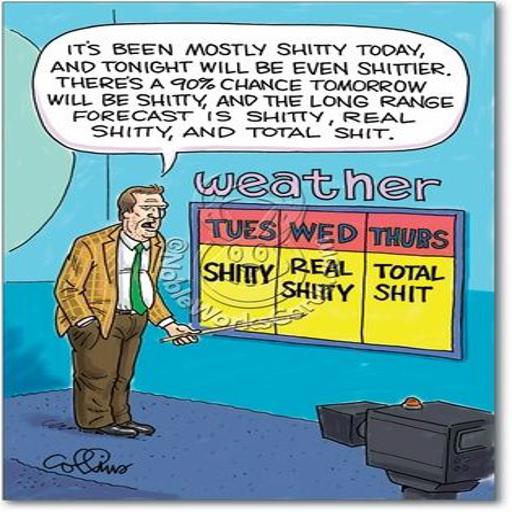 IT'S BEEN MOSTLY SHITTY TODAY,
AND TONIGHT WILL BE EVEN SHITTIER.
THERE'S A 90% CHANCE TOMORROW
WILL BE SHITTY, AND THE LONG RANGE
FORECAST IS SHITTY, REAL
SHITTY, AND TOTAL SHIT.
weather
TUES WED THURS
SHITTY REAL SHITTY TOTAL SHIT
©NobleWorks
Collins